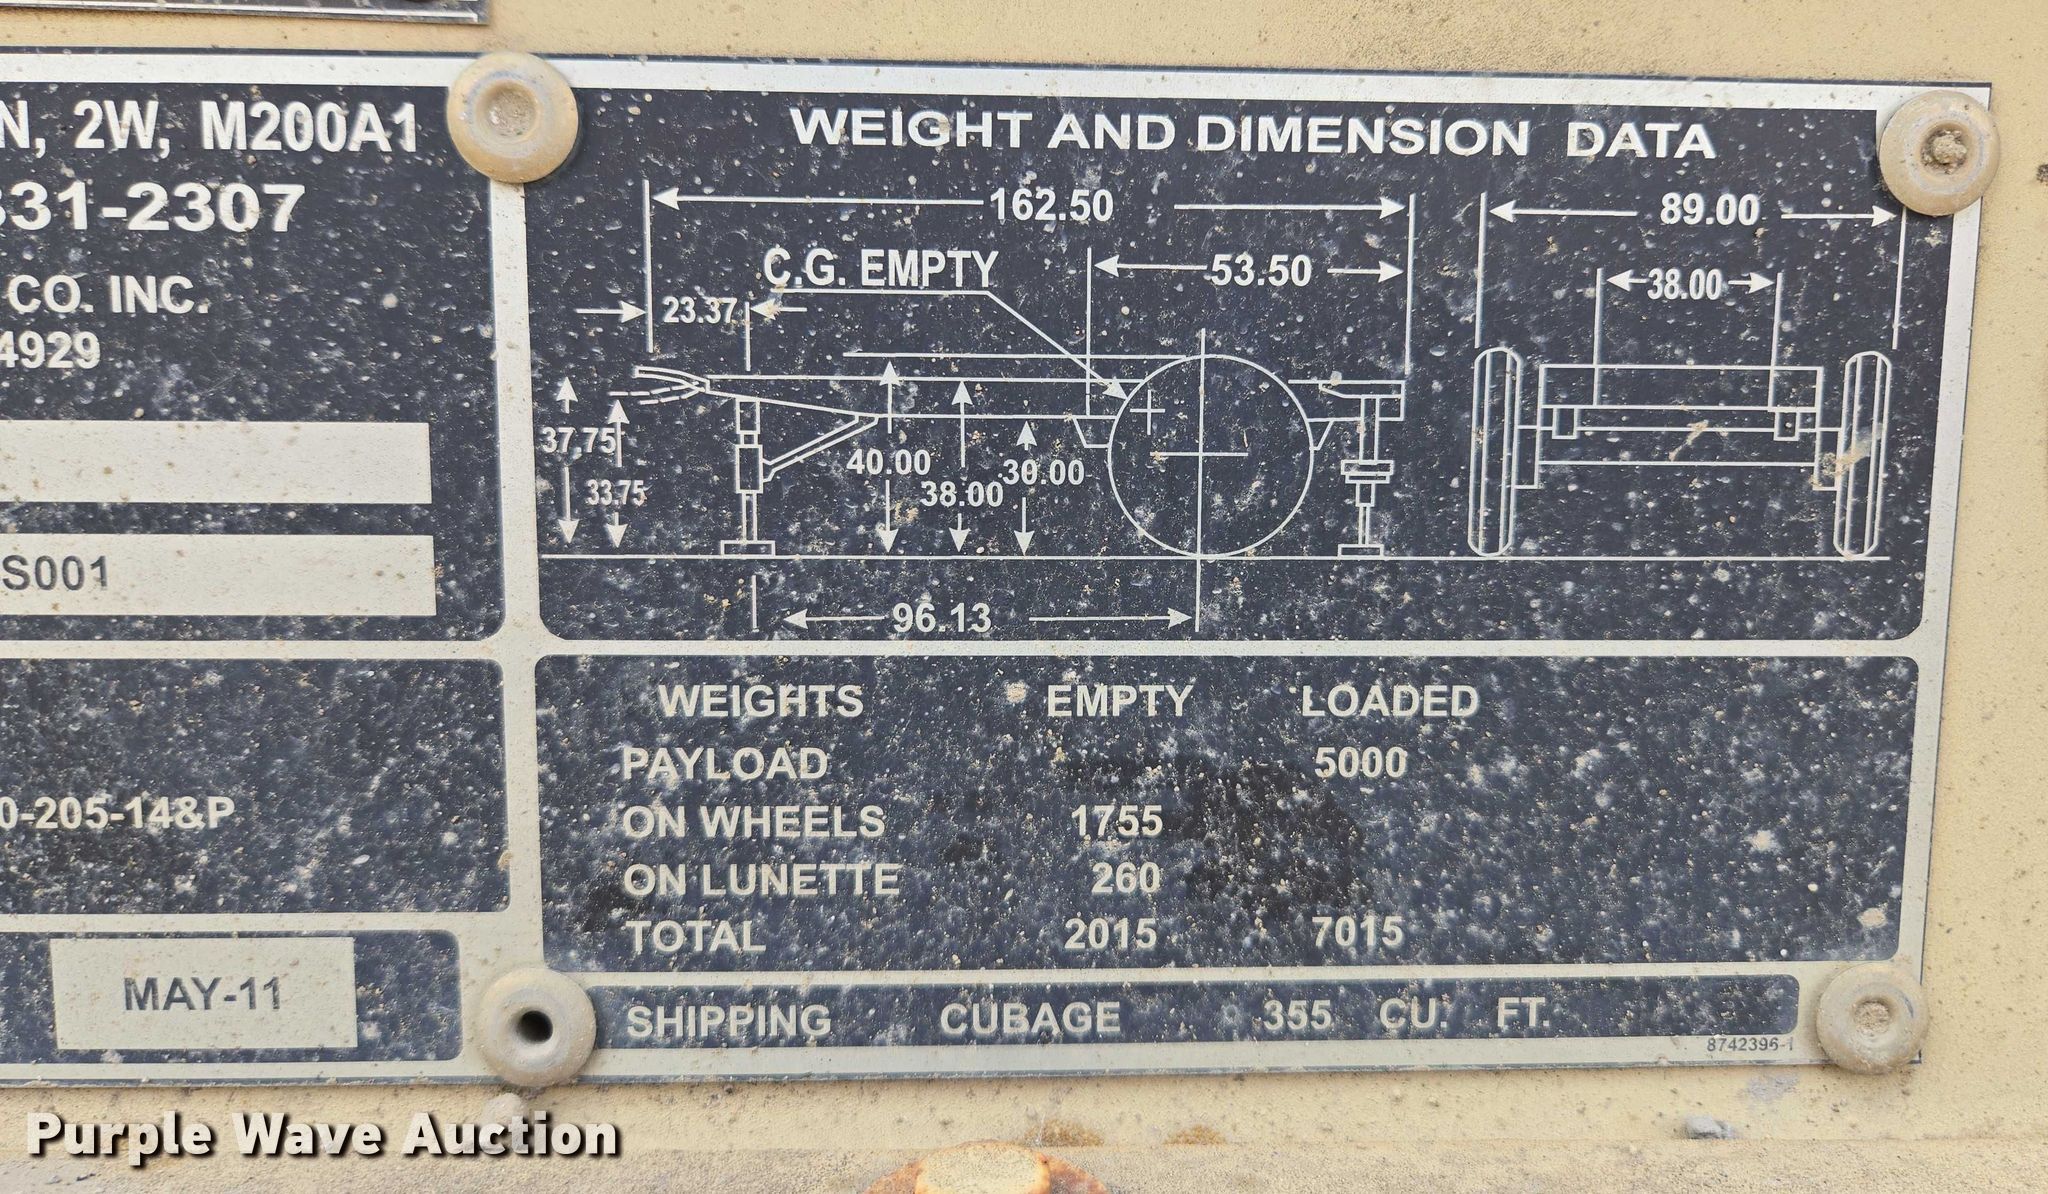 N, 2W, M200A1
331-2307
CO. INC.
4929
S001
0-205-14&P
MAY-11
WEIGHT AND DIMENSION DATA
162.50
89.00
C.G. EMPTY
53.50
38.00
23.37
37.75
33.75
40.00
38.00
30.00
96.13
WEIGHTS EMPTY LOADED
PAYLOAD 5000
ON WHEELS 1755
ON LUNETTE 260
TOTAL 2015 7015
SHIPPING CUBAGE 355 CU. FT.
8742396-1
Purple Wave Auction